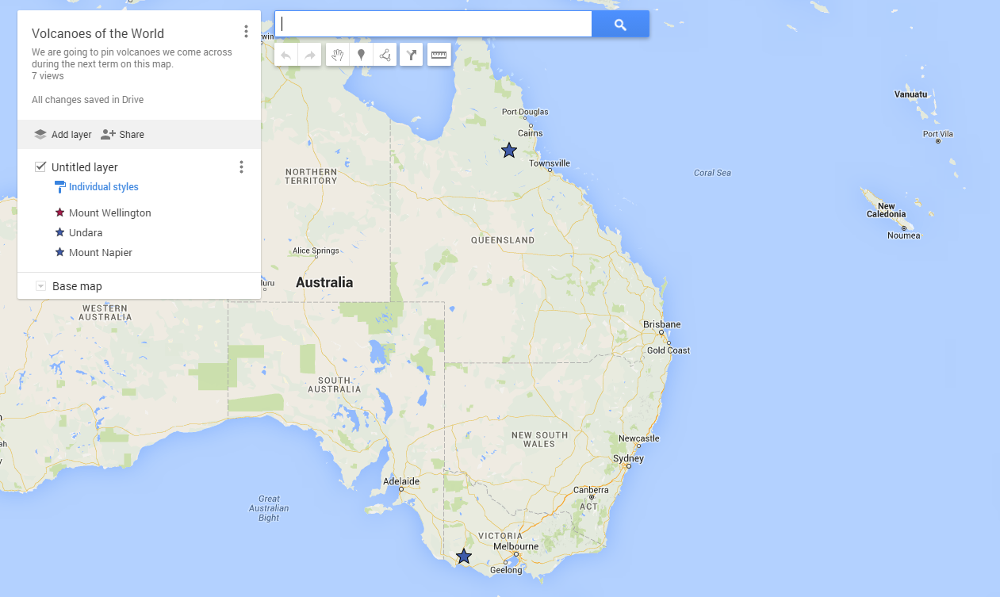 Volcanoes of the World
We are going to pin volcanoes we come across
during the next term on this map.
7 views
All changes saved in Drive
Add layer
Share
Untitled layer
Individual styles
Mount Wellington
Undara
Mount Napier
Base map
Port Douglas
Cairns
Townsville
NORTHERN
TERRITORY
Coral Sea
Vanuatu
Port Vila
New
Caledonia
Noumea
QUEENSLAND
Alice Springs
Australia
WESTERN
AUSTRALIA
Brisbane
Gold Coast
SOUTH
AUSTRALIA
NEW SOUTH
WALES
Newcastle
Sydney
Adelaide
Canberra
ACT
Great
Australian
Bight
VICTORIA
Melbourne
Geelong